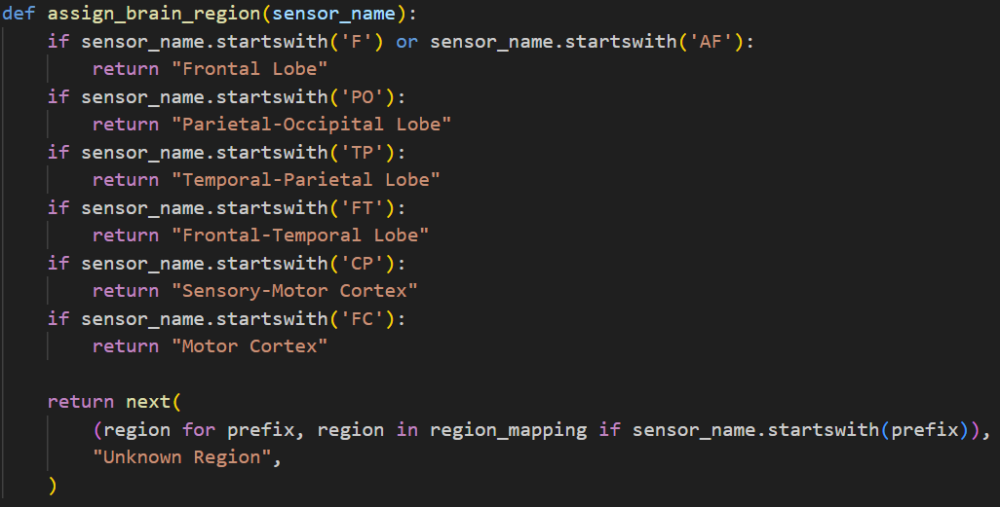 def assign_brain_region(sensor_name):
    if sensor_name.startswith('F') or sensor_name.startswith('AF'):
        return "Frontal Lobe"
    if sensor_name.startswith('PO'):
        return "Parietal-Occipital Lobe"
    if sensor_name.startswith('TP'):
        return "Temporal-Parietal Lobe"
    if sensor_name.startswith('FT'):
        return "Frontal-Temporal Lobe"
    if sensor_name.startswith('CP'):
        return "Sensory-Motor Cortex"
    if sensor_name.startswith('FC'):
        return "Motor Cortex"

    return next(
        (region for prefix, region in region_mapping if sensor_name.startswith(prefix)),
        "Unknown Region",
    )